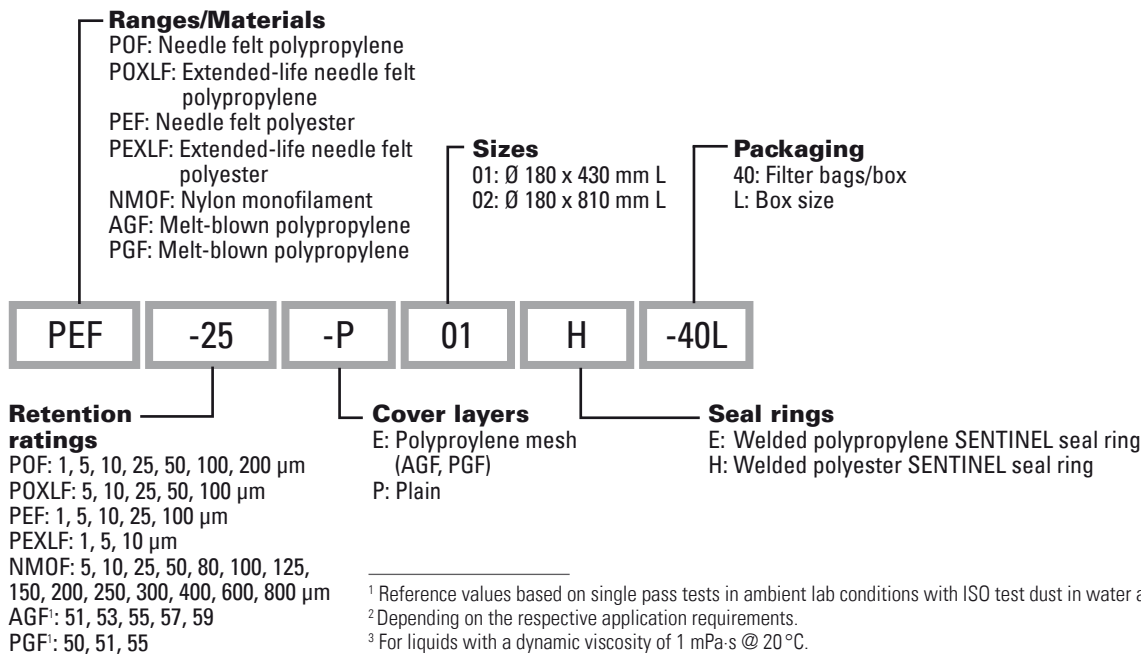 Ranges/Materials
POF: Needle felt polypropylene
POXLF: Extended-life needle felt
polypropylene
PEF: Needle felt polyester
PEXLF: Extended-life needle felt
polyester
NMOF: Nylon monofilament
AGF: Melt-blown polypropylene
PGF: Melt-blown polypropylene
Sizes
01: Ø 180 x 430 mm L
02: Ø 180 x 810 mm L
Packaging
40: Filter bags/box
L: Box size
PEF -25 -P 01 H -40L
Retention
ratings
POF: 1, 5, 10, 25, 50, 100, 200 µm
POXLF: 5, 10, 25, 50, 100 µm
PEF: 1, 5, 10, 25, 100 µm
PEXLF: 1, 5, 10 µm
NMOF: 5, 10, 25, 50, 80, 100, 125,
150, 200, 250, 300, 400, 600, 800 µm
AGF¹: 51, 53, 55, 57, 59
PGF¹: 50, 51, 55
Cover layers
E: Polyproylene mesh
(AGF, PGF)
P: Plain
Seal rings
E: Welded polypropylene SENTINEL seal ring
H: Welded polyester SENTINEL seal ring
¹ Reference values based on single pass tests in ambient lab conditions with ISO test dust in water
² Depending on the respective application requirements.
³ For liquids with a dynamic viscosity of 1 mPa·s @ 20°C.